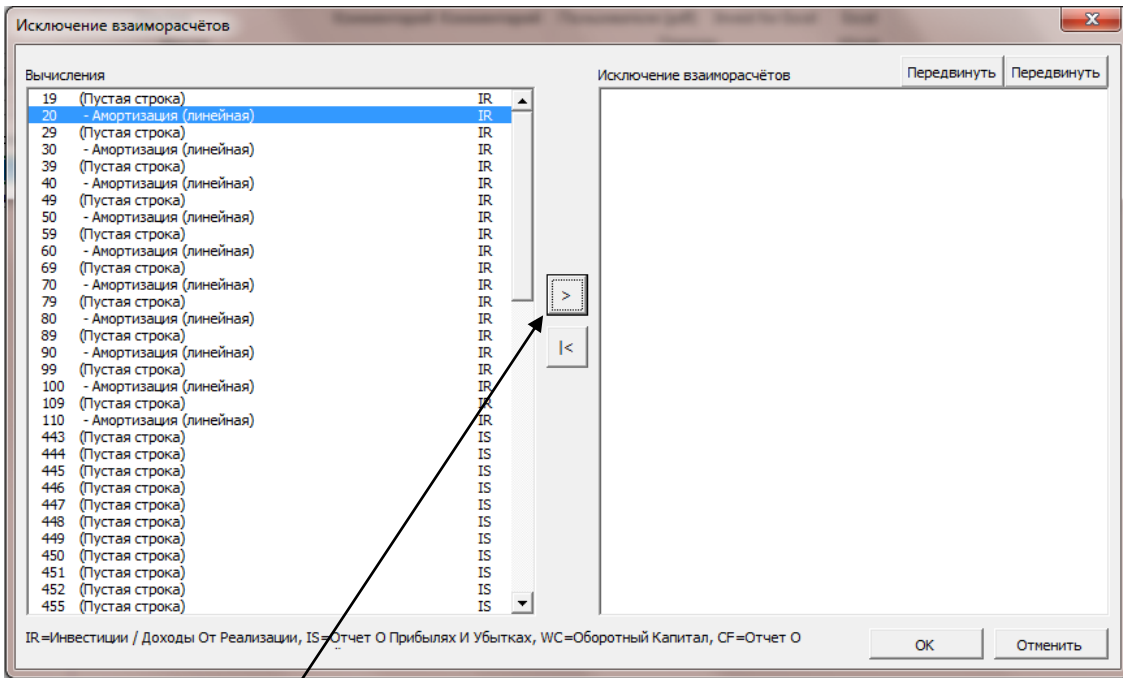 Исключение взаиморасчётов
x
Вычисления
Исключение взаиморасчётов
Передвинуть
Передвинуть
19 (Пустая строка) IR
20 - Амортизация (линейная) IR
29 (Пустая строка) IR
30 - Амортизация (линейная) IR
39 (Пустая строка) IR
40 - Амортизация (линейная) IR
49 (Пустая строка) IR
50 - Амортизация (линейная) IR
59 (Пустая строка) IR
60 - Амортизация (линейная) IR
69 (Пустая строка) IR
70 - Амортизация (линейная) IR
79 (Пустая строка) IR
80 - Амортизация (линейная) IR
89 (Пустая строка) IR
90 - Амортизация (линейная) IR
99 (Пустая строка) IR
100 - Амортизация (линейная) IR
109 (Пустая строка) IR
110 - Амортизация (линейная) IR
443 (Пустая строка) IS
444 (Пустая строка) IS
445 (Пустая строка) IS
446 (Пустая строка) IS
447 (Пустая строка) IS
448 (Пустая строка) IS
449 (Пустая строка) IS
450 (Пустая строка) IS
451 (Пустая строка) IS
452 (Пустая строка) IS
455 (Пустая строка) IS
>
|<
IR=Инвестиции / Доходы От Реализации, IS=Отчет О Прибылях И Убытках, WC=Оборотный Капитал, CF=Отчет О
OK
Отменить